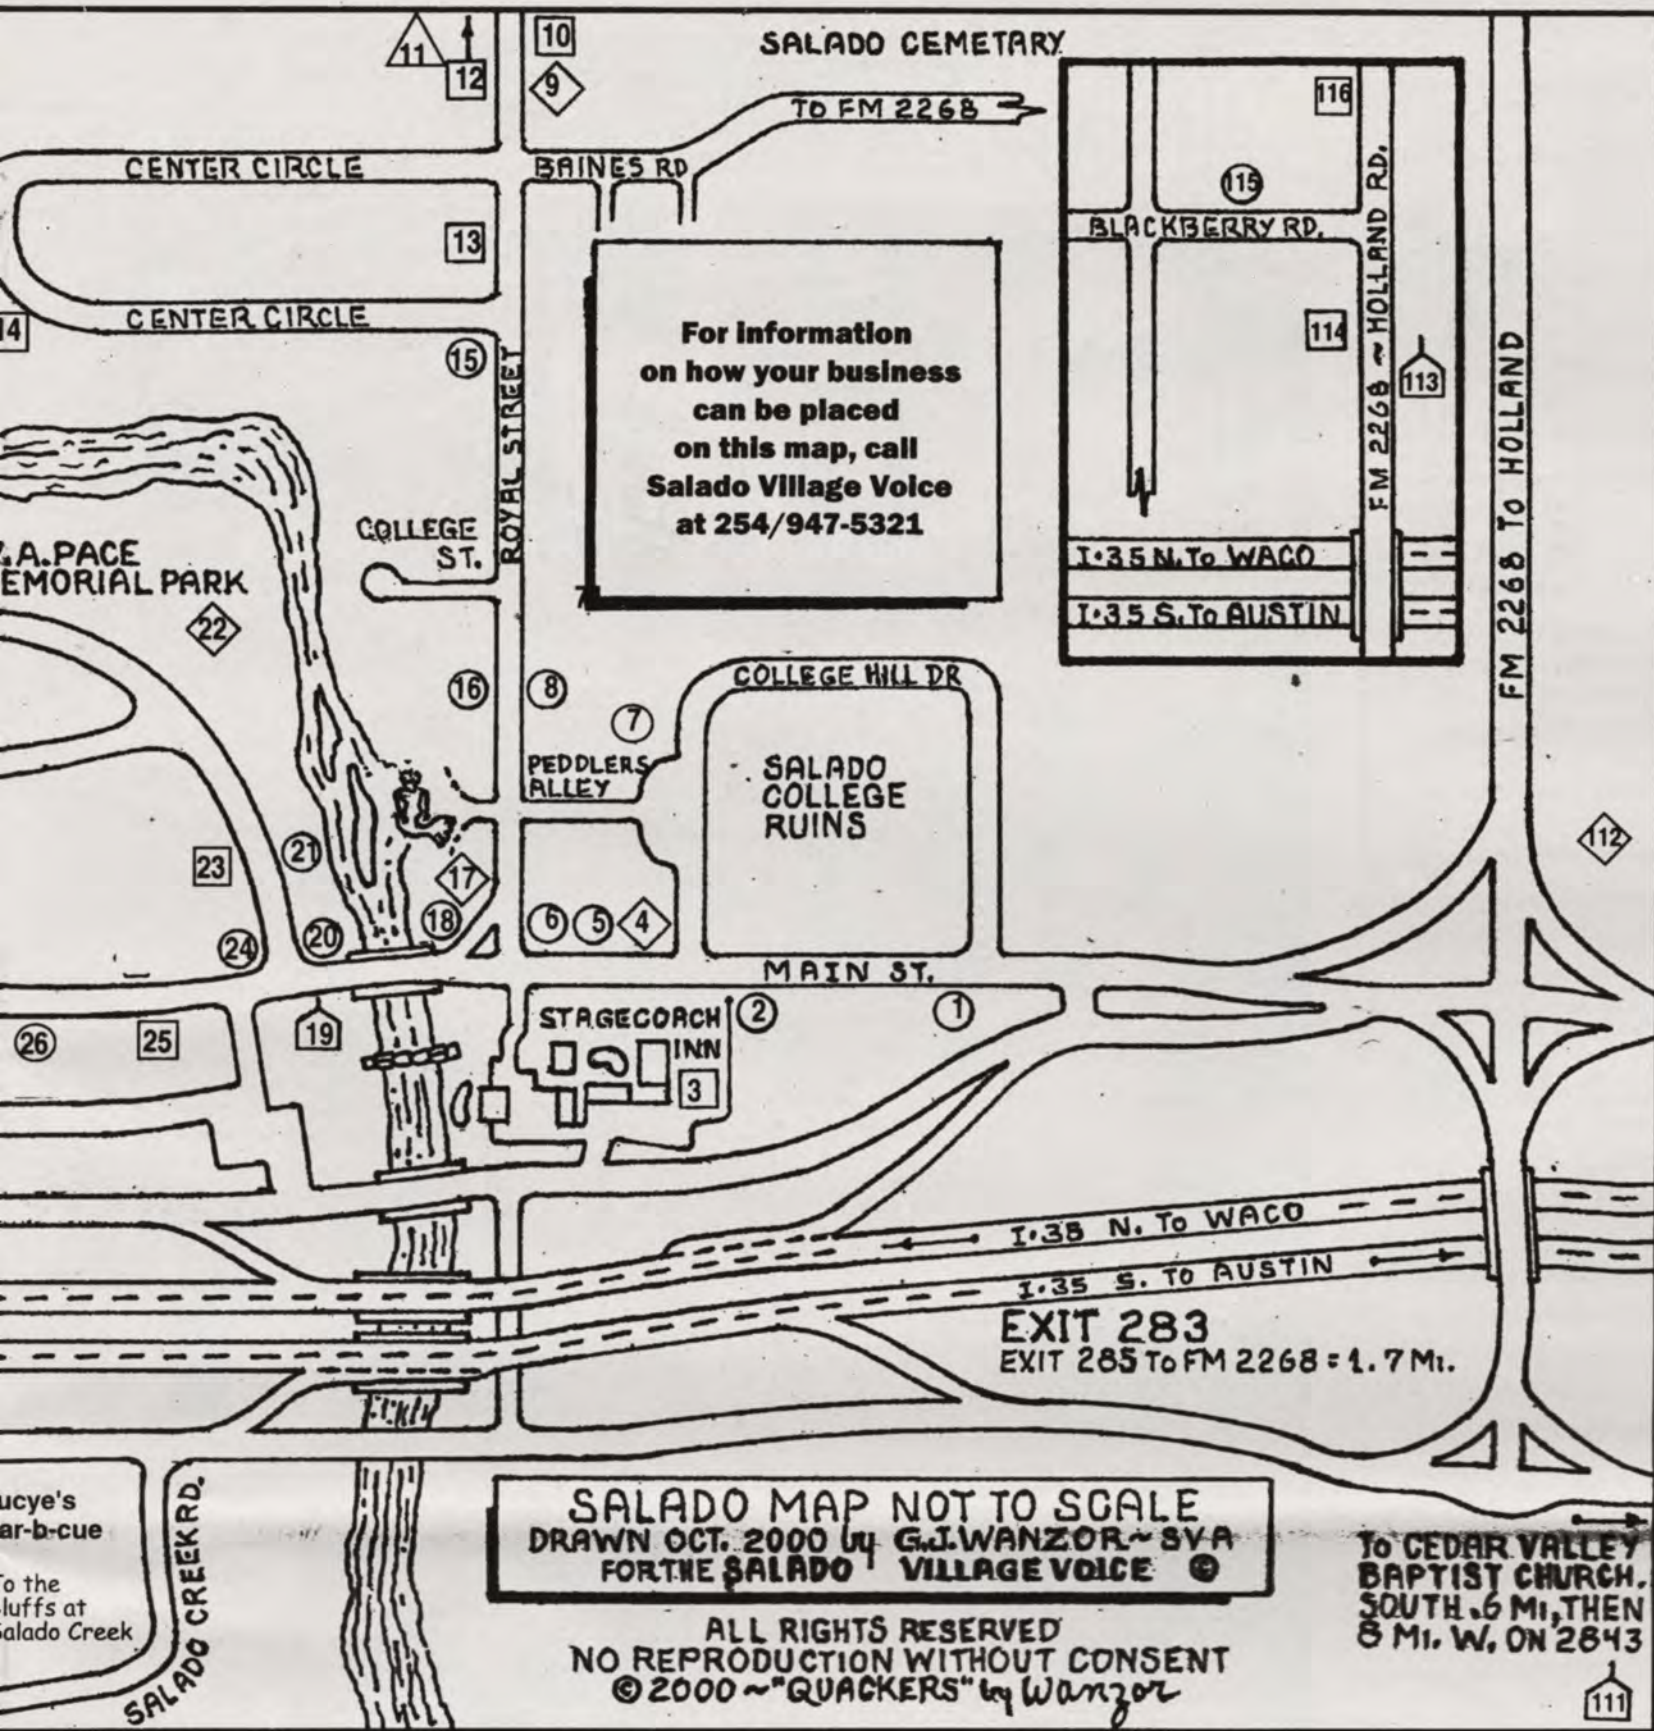 11
12
10
9
SALADO CEMETARY
TO FM 2268
CENTER CIRCLE
BAINES RD
13
CENTER CIRCLE
14
15
ROYAL STREET
For information
on how your business
can be placed
on this map, call
Salado Village Voice
at 254/947-5321
7
116
115
BLACKBERRY RD.
FM 2268 ~ HOLLAND RD.
114
113
I·35 N. TO WACO
I·35 S. TO AUSTIN
FM 2268 TO HOLLAND
COLLEGE
ST.
.A. PACE
EMORIAL PARK
22
16
8
7
COLLEGE HILL DR
PEDDLERS
ALLEY
SALADO
COLLEGE
RUINS
112
23
21
17
24
20
18
6
5
4
MAIN ST.
26
25
19
STAGECOACH
INN
2
1
3
I·35 N. TO WACO
I·35 S. TO AUSTIN
EXIT 283
EXIT 285 TO FM 2268 = 1.7 MI.
ucye's
ar-b-cue
To the
luffs at
Salado Creek
SALADO CREEK RD.
SALADO MAP NOT TO SCALE
DRAWN OCT. 2000 by G.J. WANZOR ~ SVA
FOR THE SALADO VILLAGE VOICE ©
ALL RIGHTS RESERVED
NO REPRODUCTION WITHOUT CONSENT
© 2000 ~ "QUACKERS" by Wanzor
TO CEDAR VALLEY
BAPTIST CHURCH.
SOUTH .6 MI, THEN
8 MI. W. ON 2843
111